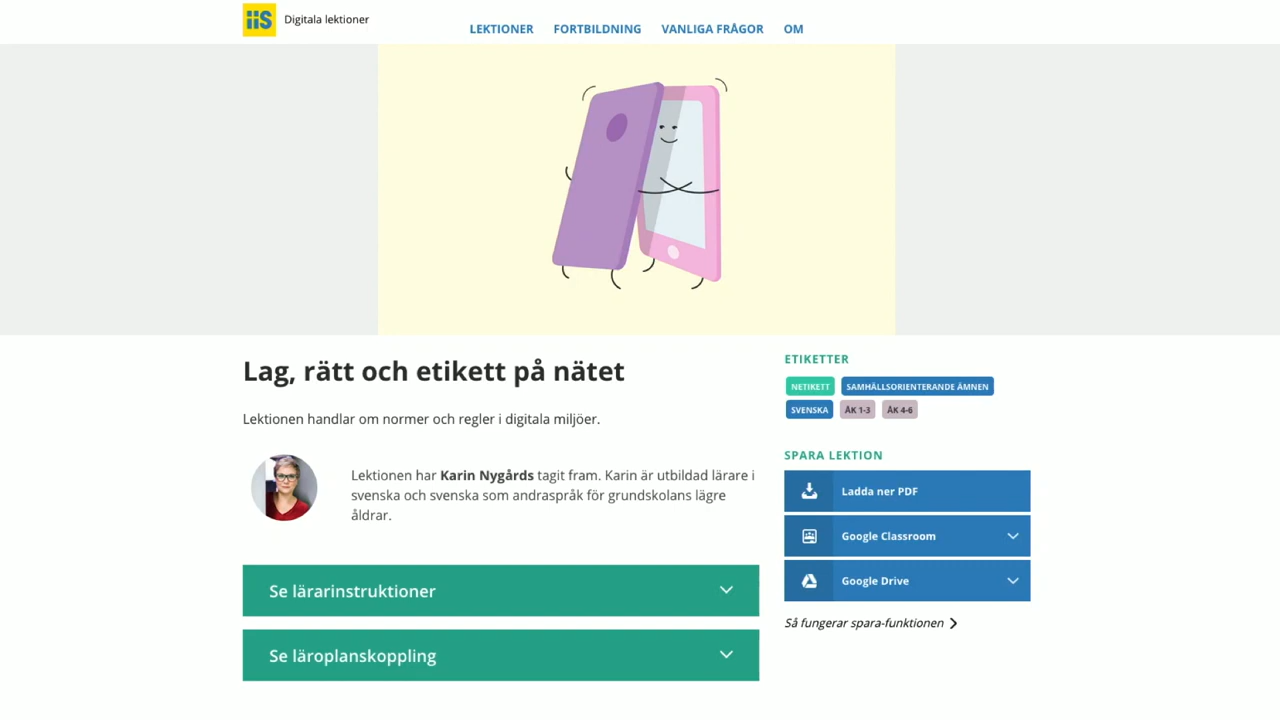 iis Digitala lektioner
LEKTIONER FORTBILDNING VANLIGA FRÅGOR OM
Lag, rätt och etikett på nätet
Lektionen handlar om normer och regler i digitala miljöer.
Lektionen har Karin Nygårds tagit fram. Karin är utbildad lärare i
svenska och svenska som andraspråk för grundskolans lägre
åldrar.
Se lärarinstruktioner
Se läroplanskoppling
ETIKETTER
NETIKETT SAMHÄLLSORIENTERANDE ÄMNEN
SVENSKA ÅK 1-3 ÅK 4-6
SPARA LEKTION
Ladda ner PDF
Google Classroom
Google Drive
Så fungerar spara-funktionen